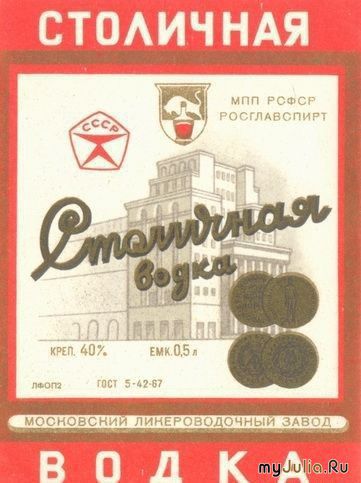 СТОЛИЧНАЯ
СССР
МПП РСФСР
РОСГЛАВСПИРТ
Столичная
водка
КРЕП. 40%
ЕМК. 0,5 л
ЛФОП2
ГОСТ 5-42-67
МОСКОВСКИЙ ЛИКЕРОВОДОЧНЫЙ ЗАВОД
ВОДКА
myJulia.Ru